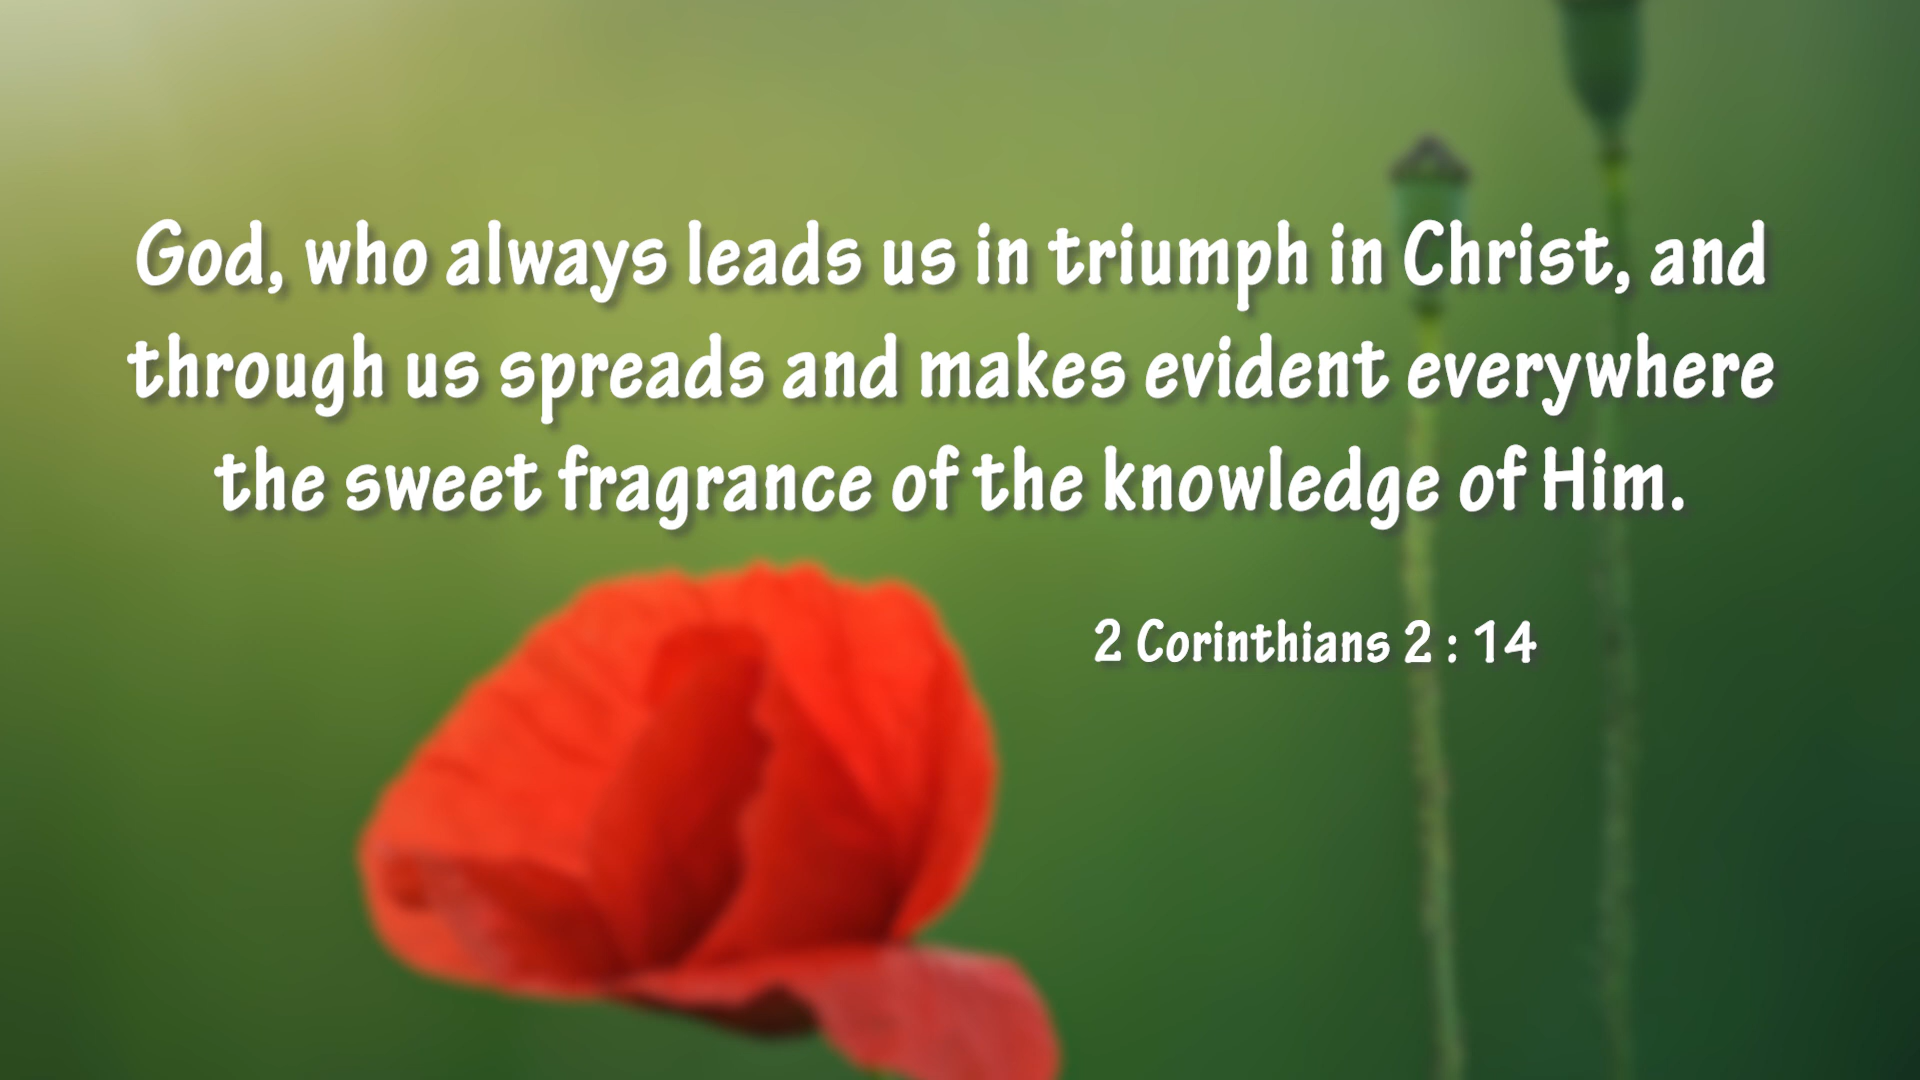 God, who always leads us in triumph in Christ, and
through us spreads and makes evident everywhere
the sweet fragrance of the knowledge of Him.
2 Corinthians 2 : 14